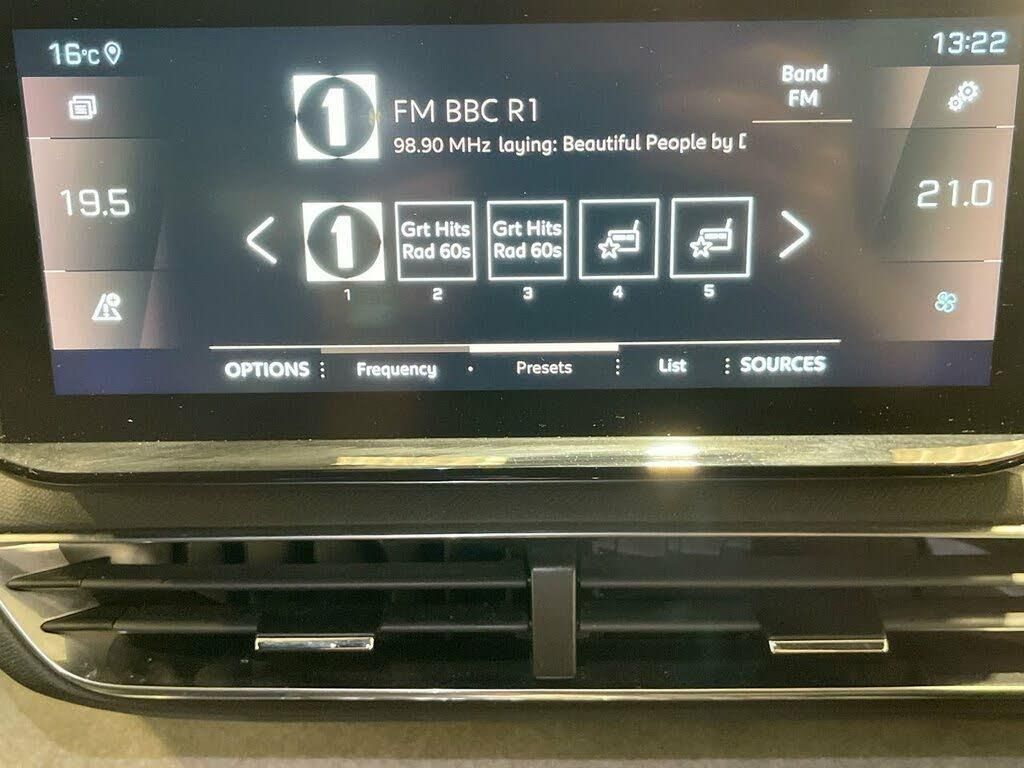 16°C
13:22
Band
FM
1
FM BBC R1
98.90 MHz laying: Beautiful People by
19.5
21.0
1
Grt Hits
Rad 60s
Grt Hits
Rad 60s
1
2
3
4
5
OPTIONS
Frequency
Presets
List
SOURCES